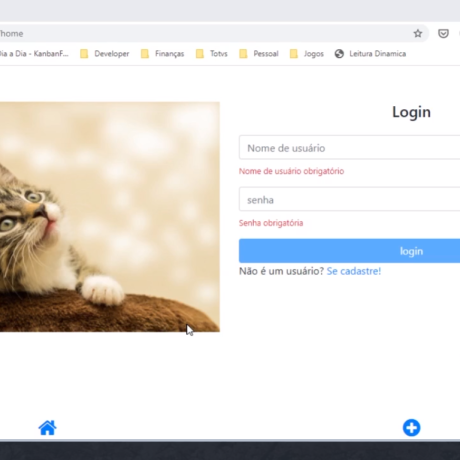 /home
ia a Dia - KanbanF... Developer Finanças Totvs Pessoal Jogos Leitura Dinamica
Login
Nome de usuário
Nome de usuário obrigatório
senha
Senha obrigatória
login
Não é um usuário? Se cadastre!